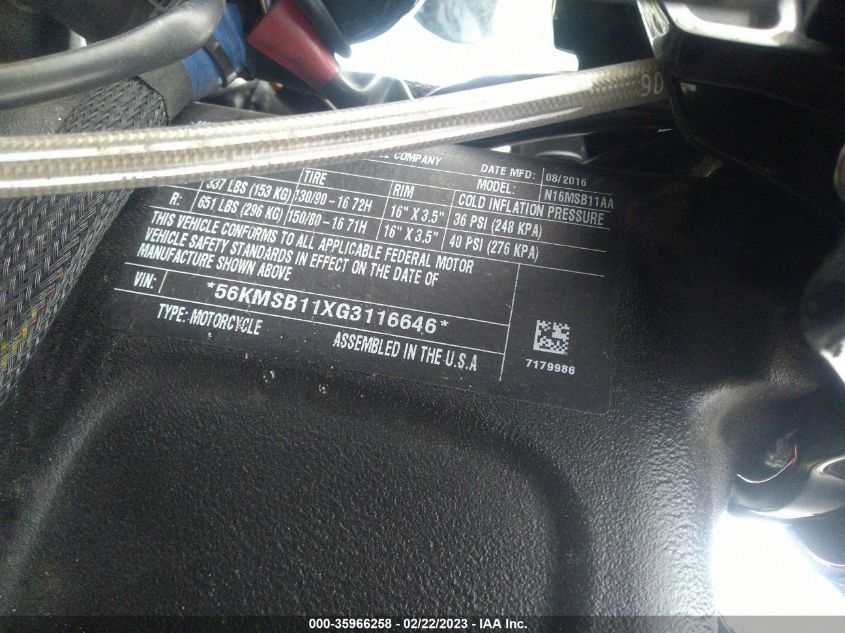 COMPANY DATE MFD: 08/2016
MODEL: N16MSB11AA
TIRE RIM COLD INFLATION PRESSURE
337 LBS (153 KG) 130/90 - 16 72H 16" X 3.5" 36 PSI (248 KPA)
R: 651 LBS (296 KG) 150/80 - 16 71H 16" X 3.5" 40 PSI (276 KPA)
THIS VEHICLE CONFORMS TO ALL APPLICABLE FEDERAL MOTOR
VEHICLE SAFETY STANDARDS IN EFFECT ON THE DATE OF
MANUFACTURE SHOWN ABOVE
VIN: *56KMSB11XG3116646*
TYPE: MOTORCYCLE
ASSEMBLED IN THE U.S.A
7179986
000-35966258 - 02/22/2023 - IAA Inc.